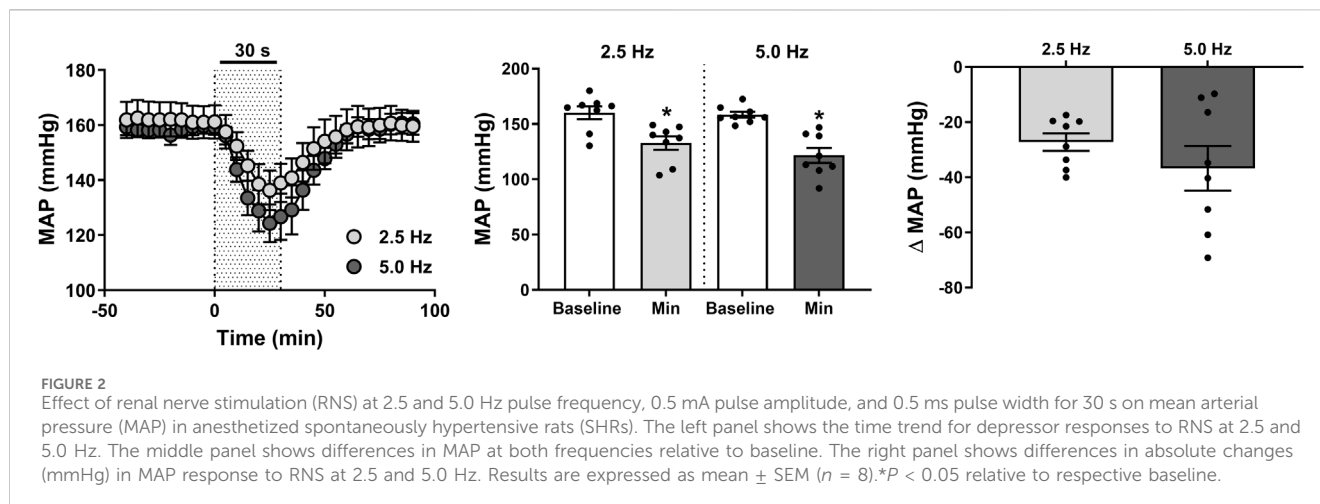 30 s
180
160
140
120
100
MAP (mmHg)
2.5 Hz
5.0 Hz
-50 0 50 100
Time (min)
2.5 Hz 5.0 Hz
200
150
100
50
0
MAP (mmHg)
* *
Baseline Min Baseline Min
2.5 Hz 5.0 Hz
0
-20
-40
-60
-80
Δ MAP (mmHg)
FIGURE 2
Effect of renal nerve stimulation (RNS) at 2.5 and 5.0 Hz pulse frequency, 0.5 mA pulse amplitude, and 0.5 ms pulse width for 30 s on mean arterial
pressure (MAP) in anesthetized spontaneously hypertensive rats (SHRs). The left panel shows the time trend for depressor responses to RNS at 2.5 and
5.0 Hz. The middle panel shows differences in MAP at both frequencies relative to baseline. The right panel shows differences in absolute changes
(mmHg) in MAP response to RNS at 2.5 and 5.0 Hz. Results are expressed as mean ± SEM (n = 8).*P < 0.05 relative to respective baseline.